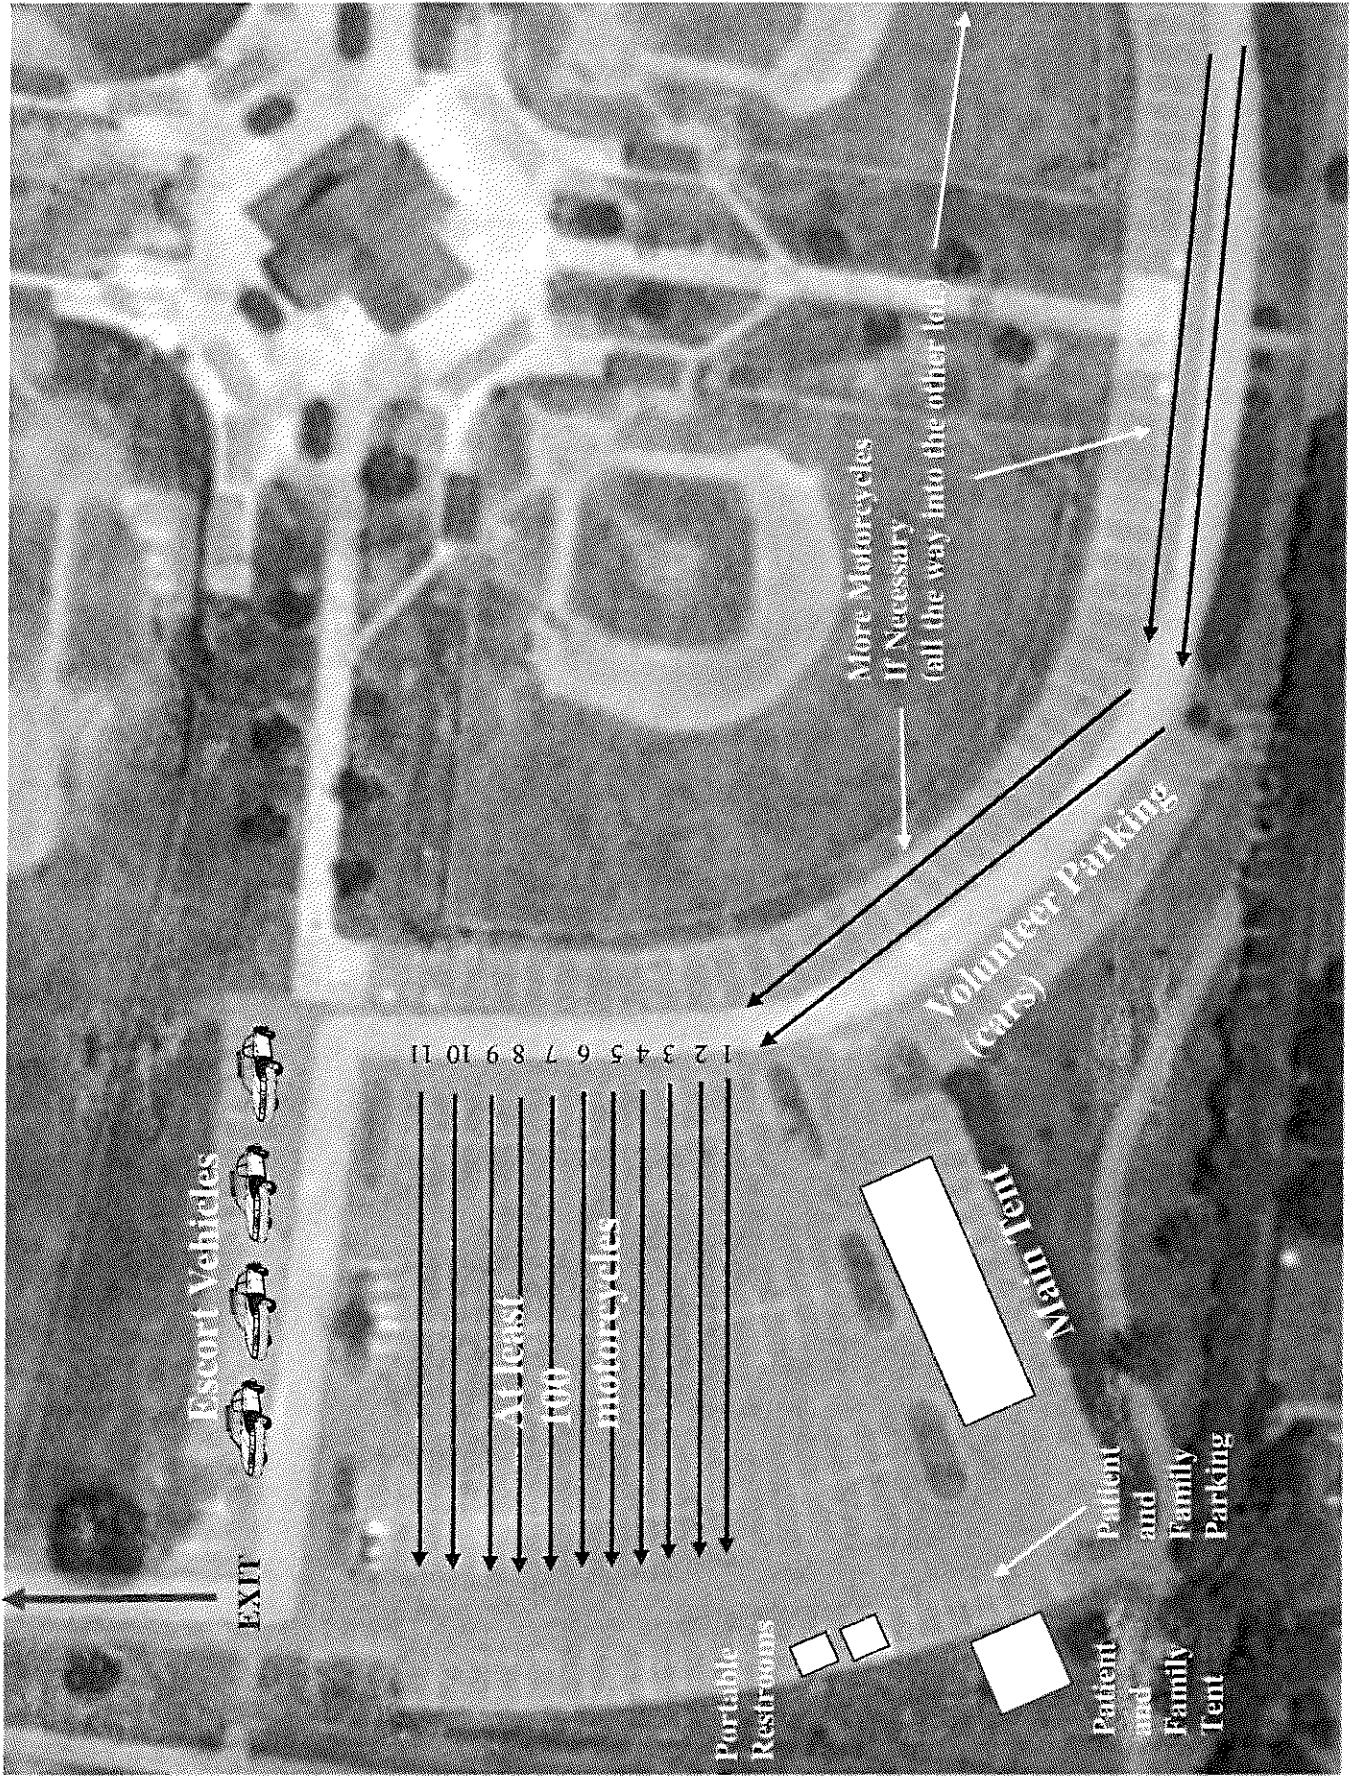 Escort Vehicles
EXIT
11
10
9
8
7
6
5
4
3
2
1
At least
100
motorcycles
Portable
Restrooms
More Motorcycles
If Necessary
(all the way into the other lot)
Volunteer Parking
(cars)
Main Tent
Patient
and
Family
Tent
Patient
and
Family
Parking